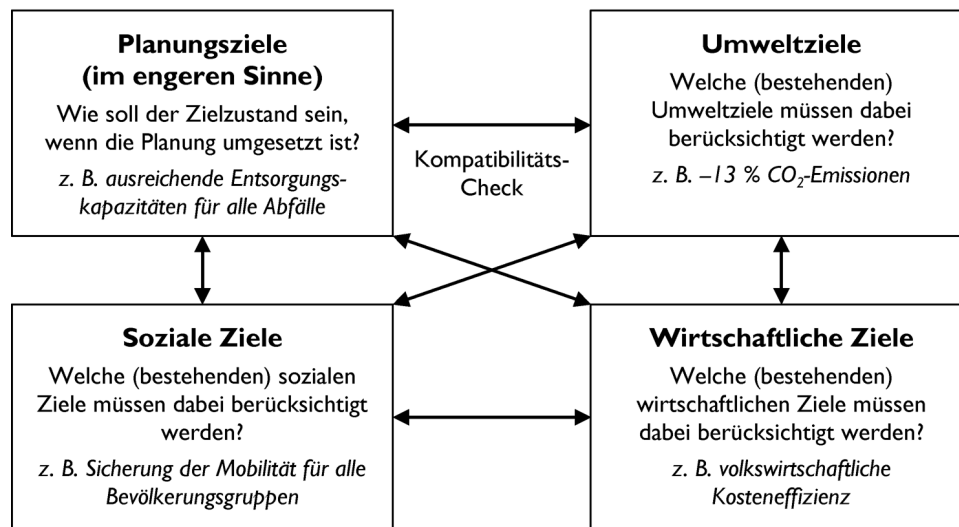 Planungsziele
(im engeren Sinne)
Wie soll der Zielzustand sein,
wenn die Planung umgesetzt ist?
z. B. ausreichende Entsorgungs-
kapazitäten für alle Abfälle
Kompatibilitäts-
Check
Umweltziele
Welche (bestehenden)
Umweltziele müssen dabei
berücksichtigt werden?
z. B. –13 % CO₂-Emissionen
Soziale Ziele
Welche (bestehenden) sozialen
Ziele müssen dabei berücksichtigt
werden?
z. B. Sicherung der Mobilität für alle
Bevölkerungsgruppen
Wirtschaftliche Ziele
Welche (bestehenden)
wirtschaftlichen Ziele müssen
dabei berücksichtigt werden?
z. B. volkswirtschaftliche
Kosteneffizienz